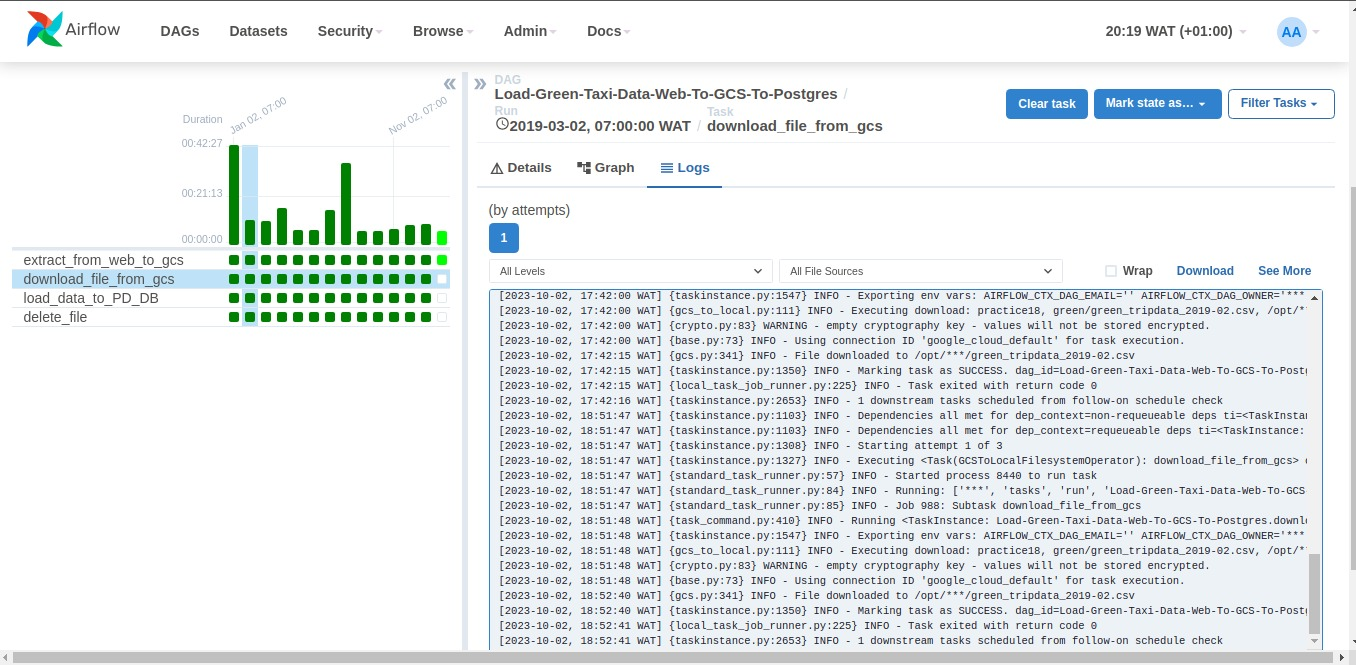 Airflow DAGs Datasets Security Browse Admin Docs 20:19 WAT (+01:00) AA
Duration
Jan 02, 07:00
Nov 02, 07:00
00:42:27
00:21:13
00:00:00
extract_from_web_to_gcs
download_file_from_gcs
load_data_to_PD_DB
delete_file
« »
DAG
Load-Green-Taxi-Data-Web-To-GCS-To-Postgres /
Run Task
2019-03-02, 07:00:00 WAT / download_file_from_gcs
Clear task Mark state as… Filter Tasks
Details Graph Logs
(by attempts)
1
All Levels All File Sources Wrap Download See More
[2023-10-02, 17:42:00 WAT] {taskinstance.py:1547} INFO - Exporting env vars: AIRFLOW_CTX_DAG_EMAIL='' AIRFLOW_CTX_DAG_OWNER='***
[2023-10-02, 17:42:00 WAT] {gcs_to_local.py:111} INFO - Executing download: practice18, green/green_tripdata_2019-02.csv, /opt/*
[2023-10-02, 17:42:00 WAT] {crypto.py:83} WARNING - empty cryptography key - values will not be stored encrypted.
[2023-10-02, 17:42:00 WAT] {base.py:73} INFO - Using connection ID 'google_cloud_default' for task execution.
[2023-10-02, 17:42:15 WAT] {gcs.py:341} INFO - File downloaded to /opt/***/green_tripdata_2019-02.csv
[2023-10-02, 17:42:15 WAT] {taskinstance.py:1350} INFO - Marking task as SUCCESS. dag_id=Load-Green-Taxi-Data-Web-To-GCS-To-Postg
[2023-10-02, 17:42:15 WAT] {local_task_job_runner.py:225} INFO - Task exited with return code 0
[2023-10-02, 17:42:16 WAT] {taskinstance.py:2653} INFO - 1 downstream tasks scheduled from follow-on schedule check
[2023-10-02, 18:51:47 WAT] {taskinstance.py:1103} INFO - Dependencies all met for dep_context=non-requeueable deps ti=<TaskInstan
[2023-10-02, 18:51:47 WAT] {taskinstance.py:1103} INFO - Dependencies all met for dep_context=requeueable deps ti=<TaskInstance:
[2023-10-02, 18:51:47 WAT] {taskinstance.py:1308} INFO - Starting attempt 1 of 3
[2023-10-02, 18:51:47 WAT] {taskinstance.py:1327} INFO - Executing <Task(GCSToLocalFilesystemOperator): download_file_from_gcs> o
[2023-10-02, 18:51:47 WAT] {standard_task_runner.py:57} INFO - Started process 8440 to run task
[2023-10-02, 18:51:47 WAT] {standard_task_runner.py:84} INFO - Running: ['***', 'tasks', 'run', 'Load-Green-Taxi-Data-Web-To-GCS-
[2023-10-02, 18:51:47 WAT] {standard_task_runner.py:85} INFO - Job 988: Subtask download_file_from_gcs
[2023-10-02, 18:51:48 WAT] {task_command.py:410} INFO - Running <TaskInstance: Load-Green-Taxi-Data-Web-To-GCS-To-Postgres.downlo
[2023-10-02, 18:51:48 WAT] {taskinstance.py:1547} INFO - Exporting env vars: AIRFLOW_CTX_DAG_EMAIL='' AIRFLOW_CTX_DAG_OWNER='***
[2023-10-02, 18:51:48 WAT] {gcs_to_local.py:111} INFO - Executing download: practice18, green/green_tripdata_2019-02.csv, /opt/*
[2023-10-02, 18:51:48 WAT] {crypto.py:83} WARNING - empty cryptography key - values will not be stored encrypted.
[2023-10-02, 18:51:48 WAT] {base.py:73} INFO - Using connection ID 'google_cloud_default' for task execution.
[2023-10-02, 18:52:40 WAT] {gcs.py:341} INFO - File downloaded to /opt/***/green_tripdata_2019-02.csv
[2023-10-02, 18:52:40 WAT] {taskinstance.py:1350} INFO - Marking task as SUCCESS. dag_id=Load-Green-Taxi-Data-Web-To-GCS-To-Postg
[2023-10-02, 18:52:41 WAT] {local_task_job_runner.py:225} INFO - Task exited with return code 0
[2023-10-02, 18:52:41 WAT] {taskinstance.py:2653} INFO - 1 downstream tasks scheduled from follow-on schedule check